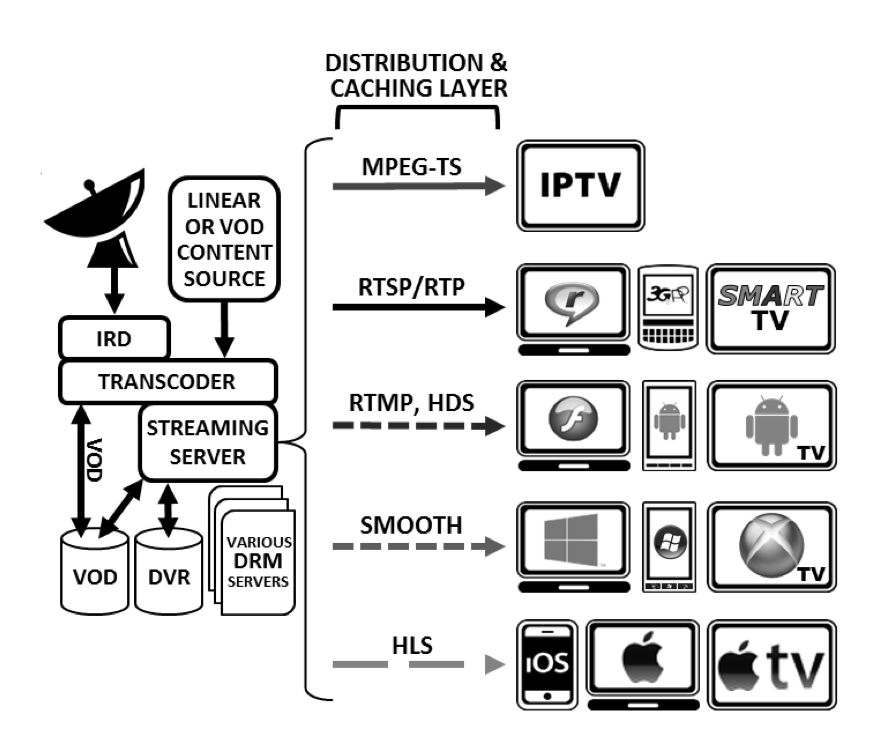 DISTRIBUTION &
CACHING LAYER
MPEG-TS
IPTV
LINEAR
OR VOD
CONTENT
SOURCE
RTSP/RTP
r
3GPP
SMART
TV
IRD
TRANSCODER
RTMP, HDS
f
TV
STREAMING
SERVER
VOD
SMOOTH
TV
VOD
DVR
VARIOUS
DRM
SERVERS
HLS
iOS
tv